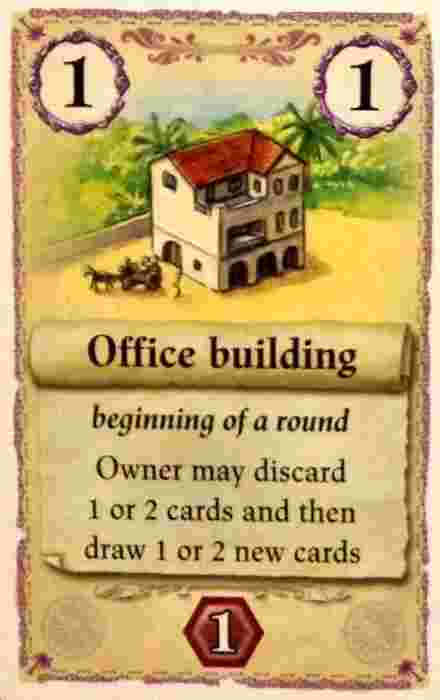 1 1
Office building
beginning of a round
Owner may discard
1 or 2 cards and then
draw 1 or 2 new cards
1